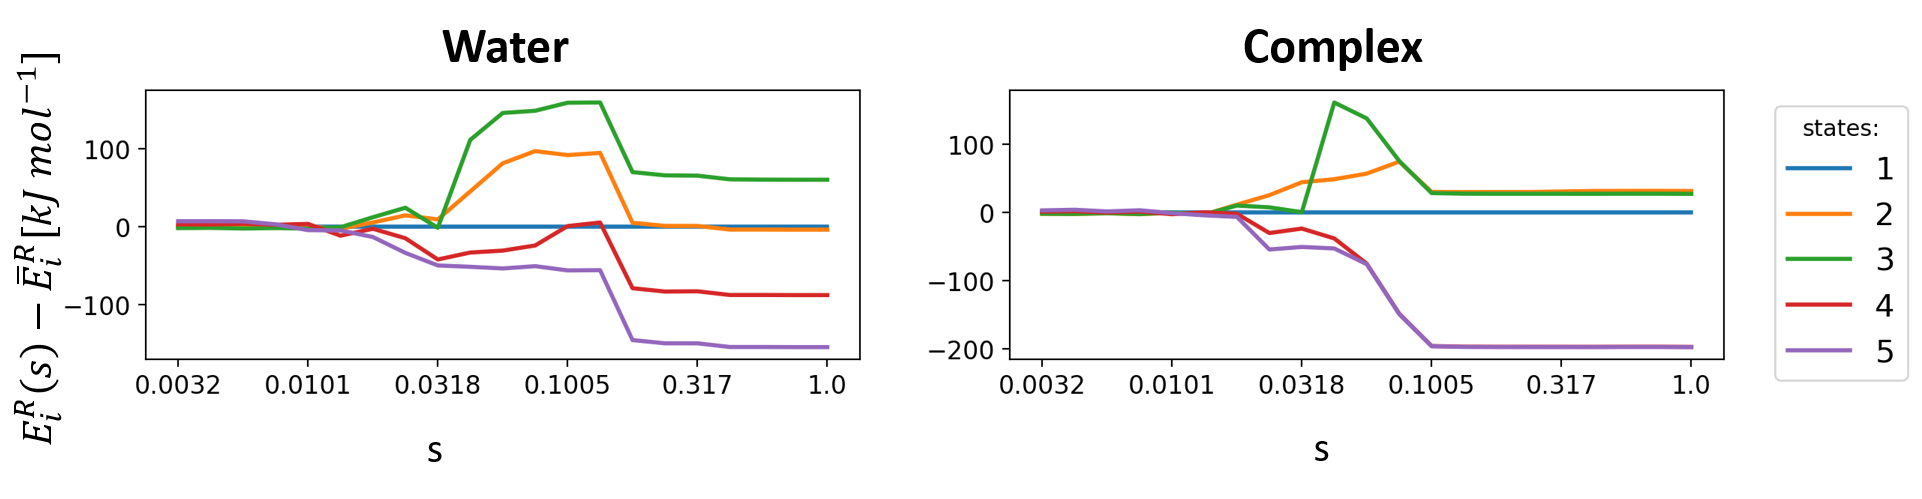 Water
Complex
E_i^R(s) − Ē_i^R[kJ mol⁻¹]
100
0
−100
0.0032 0.0101 0.0318 0.1005 0.317 1.0
s
100
0
−100
−200
0.0032 0.0101 0.0318 0.1005 0.317 1.0
s
states:
1
2
3
4
5